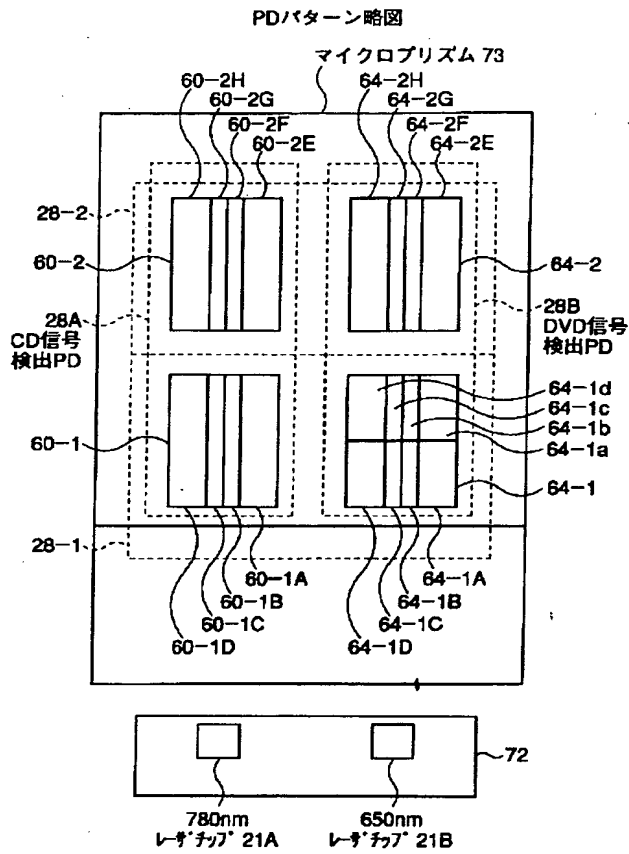 PDパターン略図
マイクロプリズム 73
60-2H
60-2G
60-2F
60-2E
64-2H
64-2G
64-2F
64-2E
28-2
60-2
64-2
28A
CD信号
検出PD
28B
DVD信号
検出PD
64-1d
64-1c
64-1b
64-1a
60-1
64-1
28-1
60-1A
60-1B
60-1C
60-1D
64-1A
64-1B
64-1C
64-1D
72
780nm
ﾚｰｻﾞﾁｯﾌﾟ 21A
650nm
ﾚｰｻﾞﾁｯﾌﾟ 21B